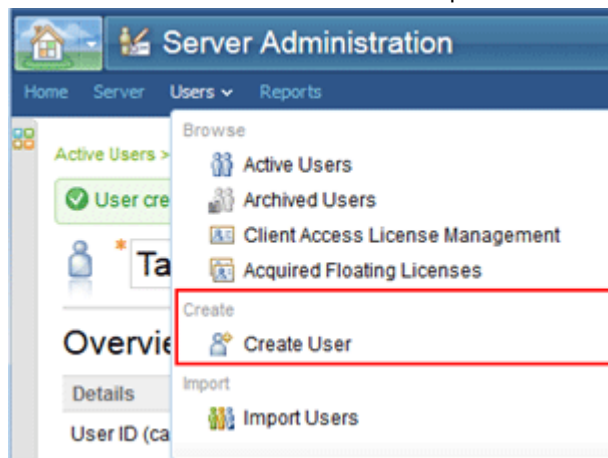 Server Administration
Home Server Users Reports
Browse
Active Users >
Active Users
User cre
Archived Users
Client Access License Management
* Ta
Acquired Floating Licenses
Create
Overvie
Create User
Details
Import
User ID (ca
Import Users